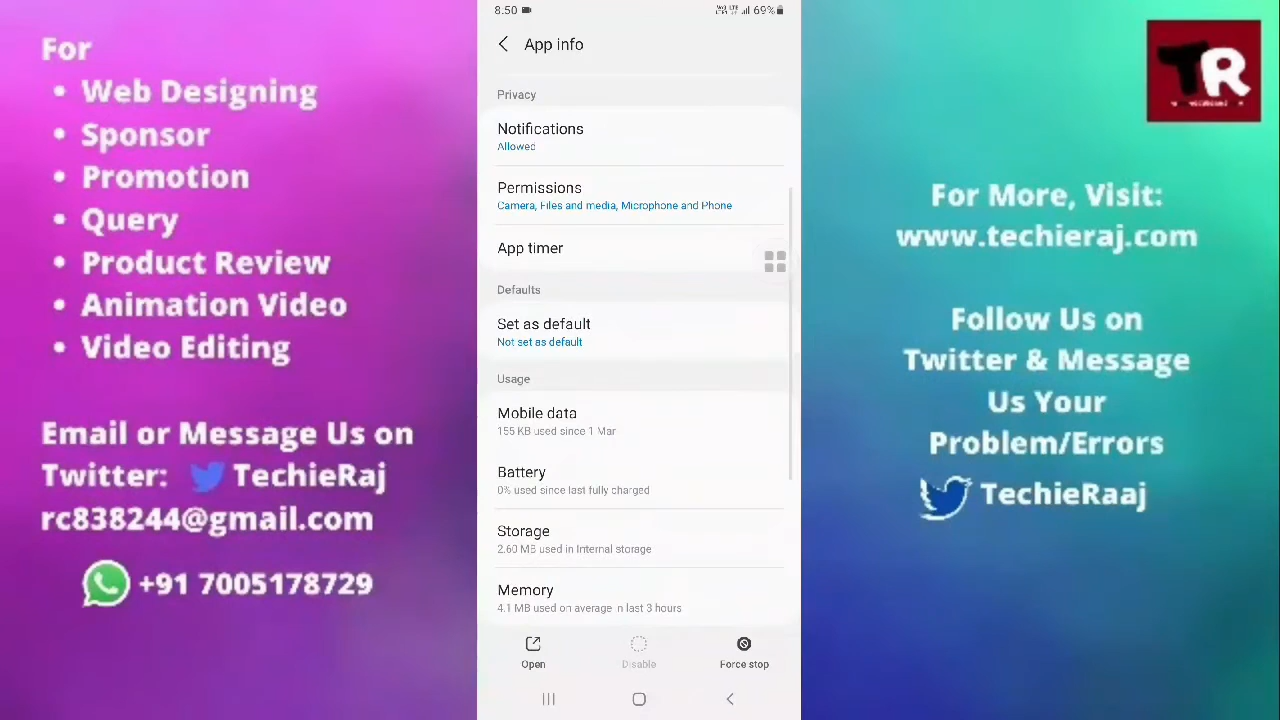 For
• Web Designing
• Sponsor
• Promotion
• Query
• Product Review
• Animation Video
• Video Editing
Email or Message Us on
Twitter: TechieRaj
rc838244@gmail.com
+91 7005178729
8:50
69%
App info
Privacy
Notifications
Allowed
Permissions
Camera, Files and media, Microphone and Phone
App timer
Defaults
Set as default
Not set as default
Usage
Mobile data
155 KB used since 1 Mar
Battery
0% used since last fully charged
Storage
2.60 MB used in Internal storage
Memory
4.1 MB used on average in last 3 hours
Open
Disable
Force stop
TR
For More, Visit:
www.techieraj.com
Follow Us on
Twitter & Message
Us Your
Problem/Errors
TechieRaaj